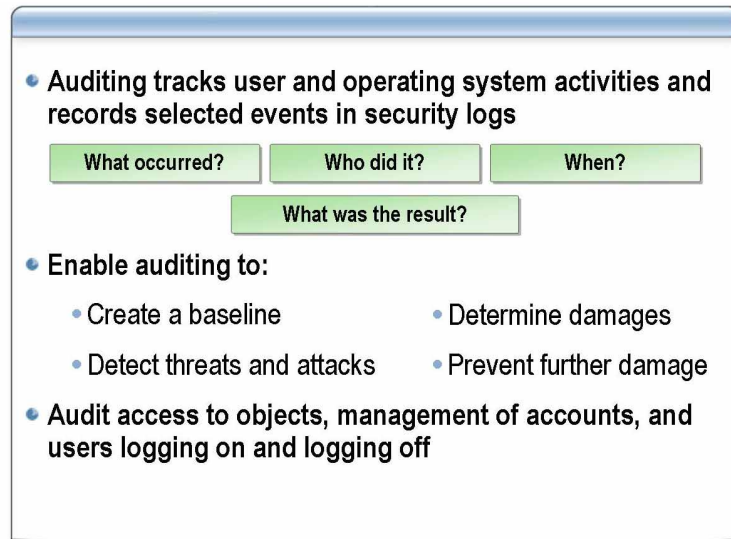 Auditing tracks user and operating system activities and
records selected events in security logs
What occurred?
Who did it?
When?
What was the result?
Enable auditing to:
Create a baseline
Determine damages
Detect threats and attacks
Prevent further damage
Audit access to objects, management of accounts, and
users logging on and logging off